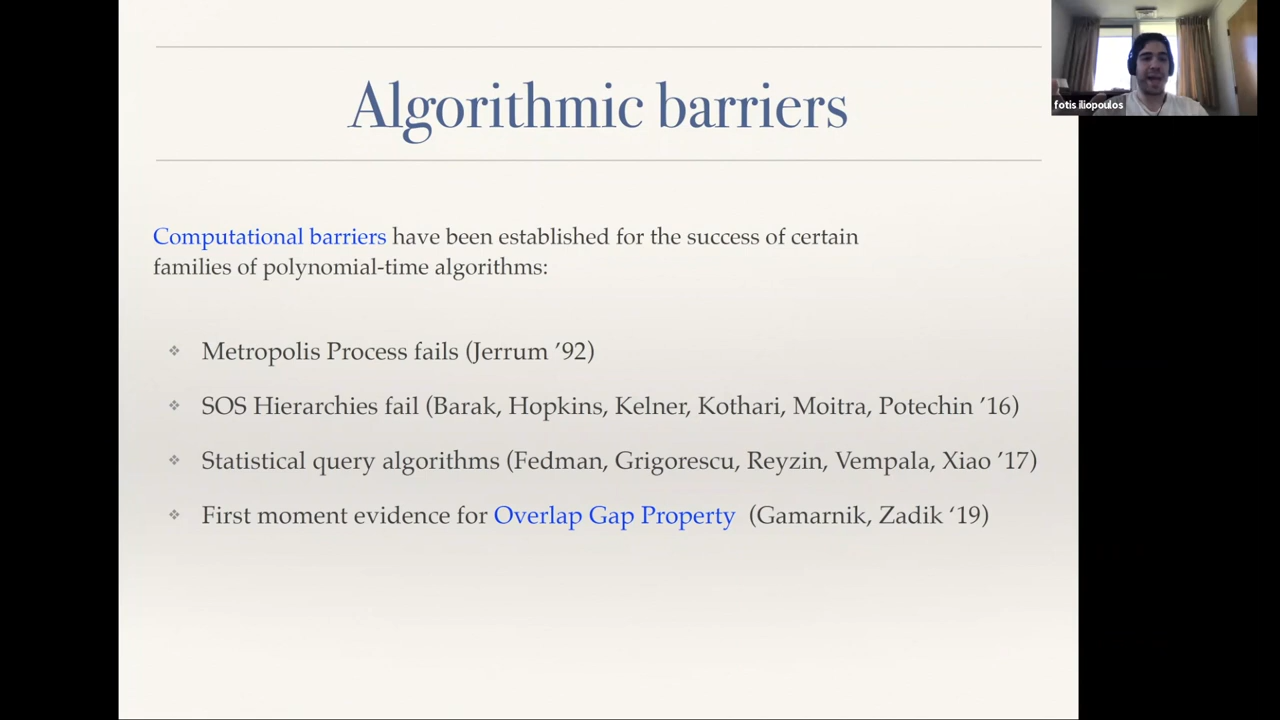 Algorithmic barriers
fotis iliopoulos
Computational barriers have been established for the success of certain
families of polynomial-time algorithms:
❖ Metropolis Process fails (Jerrum ’92)
❖ SOS Hierarchies fail (Barak, Hopkins, Kelner, Kothari, Moitra, Potechin ’16)
❖ Statistical query algorithms (Fedman, Grigorescu, Reyzin, Vempala, Xiao ’17)
❖ First moment evidence for Overlap Gap Property (Gamarnik, Zadik ‘19)